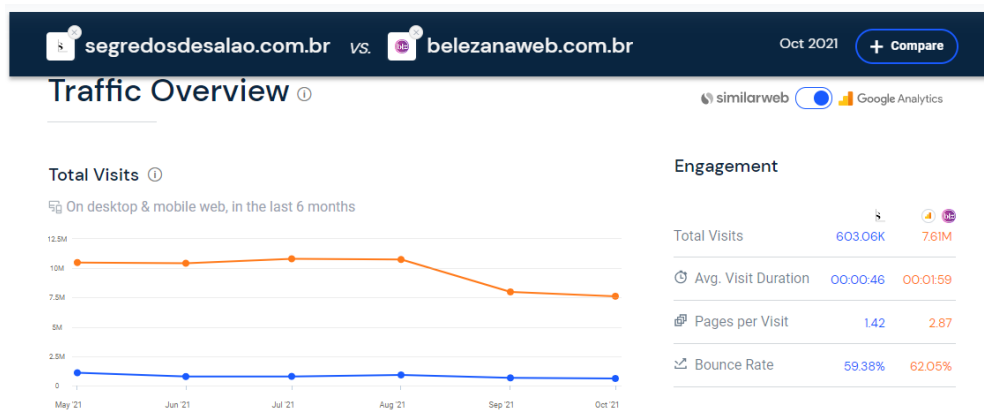 segredosdesalao.com.br vs. belezanaweb.com.br Oct 2021 + Compare
Traffic Overview
similarweb Google Analytics
Total Visits
On desktop & mobile web, in the last 6 months
12.5M
10M
7.5M
5M
2.5M
0
May '21 Jun '21 Jul '21 Aug '21 Sep '21 Oct '21
Engagement
Total Visits 603.06K 7.61M
Avg. Visit Duration 00:00:46 00:01:59
Pages per Visit 1.42 2.87
Bounce Rate 59.38% 62.05%